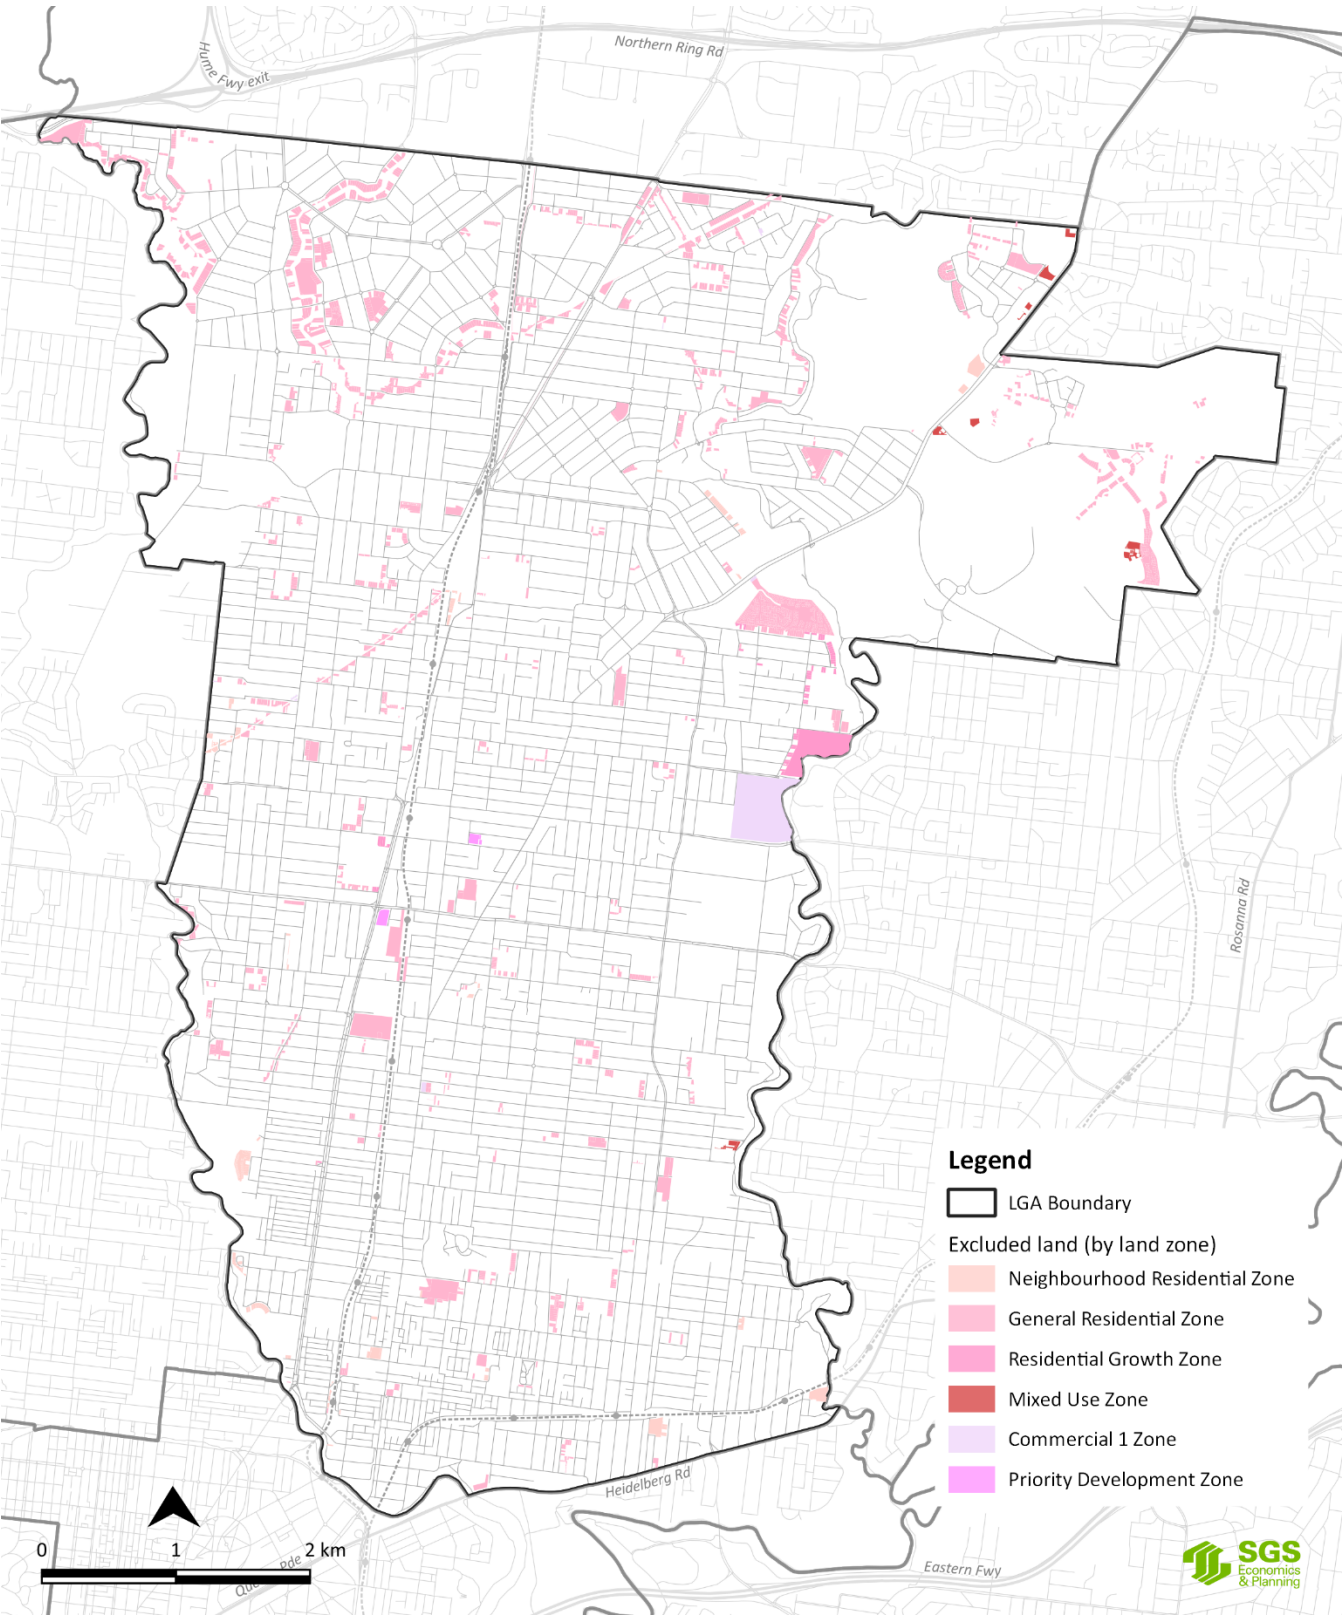 Northern Ring Rd
Hume Fwy exit
Rosanna Rd
Legend
LGA Boundary
Excluded land (by land zone)
Neighbourhood Residential Zone
General Residential Zone
Residential Growth Zone
Mixed Use Zone
Commercial 1 Zone
Priority Development Zone
Heidelberg Rd
0 1 2 km
Pde
Eastern Fwy
SGS
Economics
& Planning